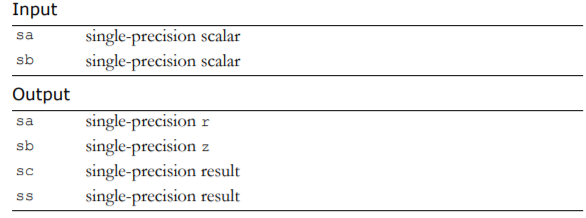 Input
sa single-precision scalar
sb single-precision scalar
Output
sa single-precision r
sb single-precision z
sc single-precision result
ss single-precision result